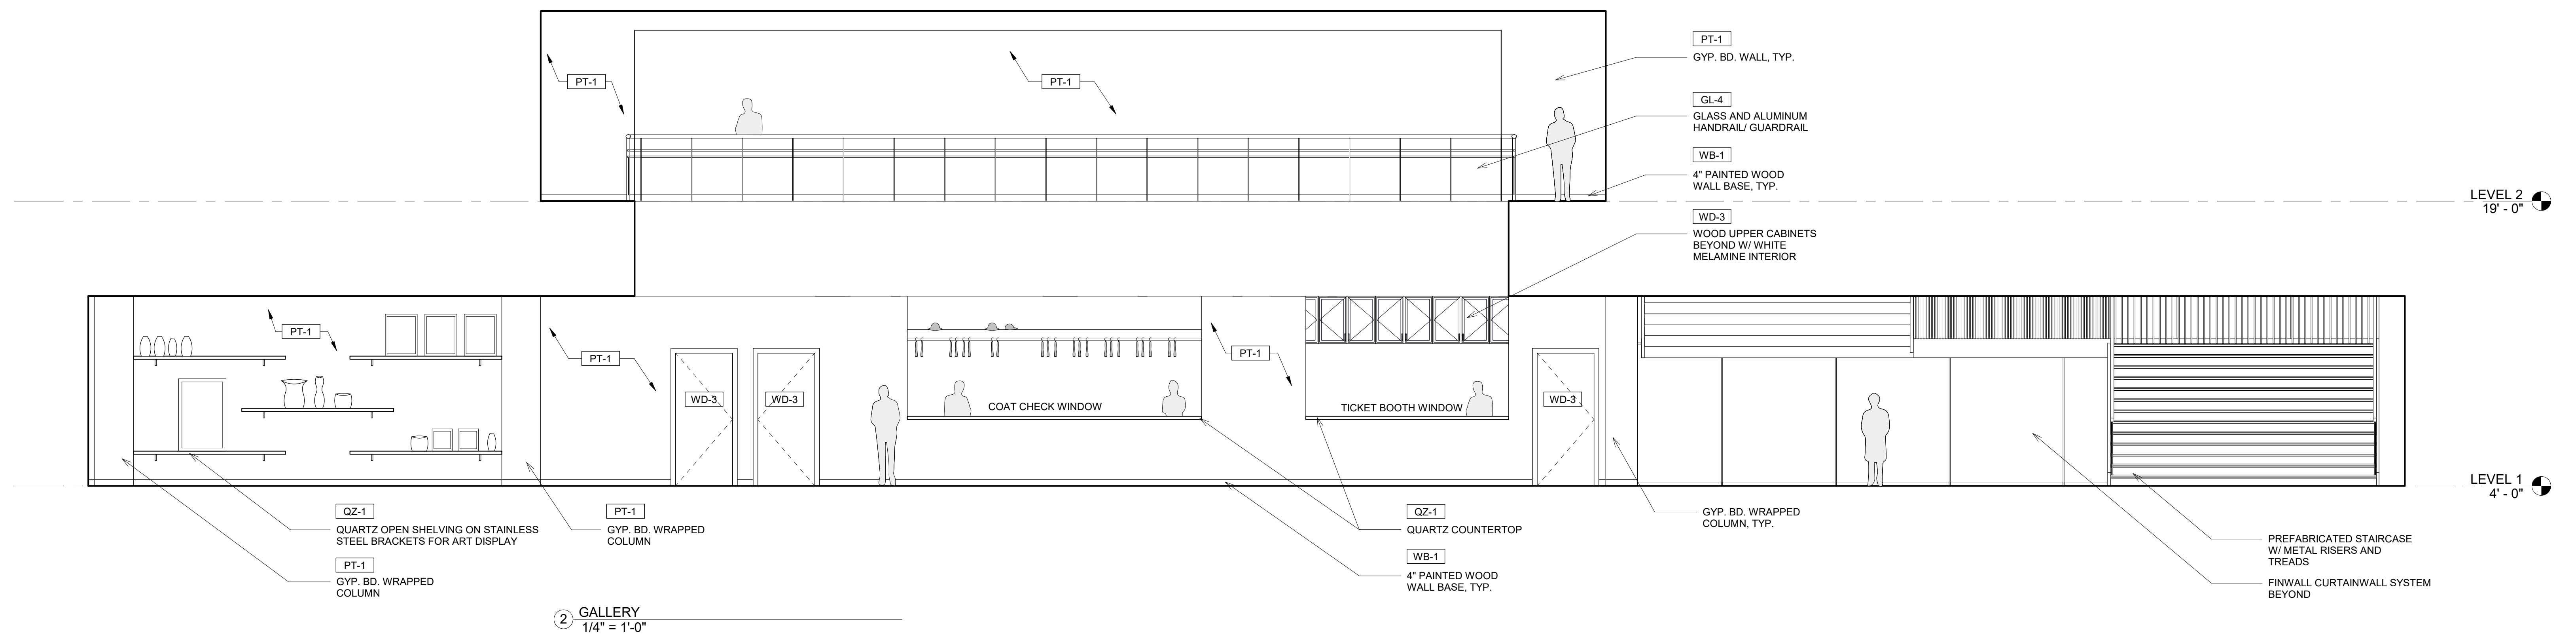 PT-1
PT-1
PT-1
GYP. BD. WALL, TYP.
GL-4
GLASS AND ALUMINUM
HANDRAIL/ GUARDRAIL
WB-1
4" PAINTED WOOD
WALL BASE, TYP.
LEVEL 2
19' - 0"
WD-3
WOOD UPPER CABINETS
BEYOND W/ WHITE
MELAMINE INTERIOR
PT-1
PT-1
PT-1
WD-3
WD-3
COAT CHECK WINDOW
TICKET BOOTH WINDOW
WD-3
LEVEL 1
4' - 0"
QZ-1
QUARTZ OPEN SHELVING ON STAINLESS
STEEL BRACKETS FOR ART DISPLAY
PT-1
GYP. BD. WRAPPED
COLUMN
PT-1
GYP. BD. WRAPPED
COLUMN
QZ-1
QUARTZ COUNTERTOP
WB-1
4" PAINTED WOOD
WALL BASE, TYP.
GYP. BD. WRAPPED
COLUMN, TYP.
PREFABRICATED STAIRCASE
W/ METAL RISERS AND
TREADS
FINWALL CURTAINWALL SYSTEM
BEYOND
2
GALLERY
1/4" = 1'-0"